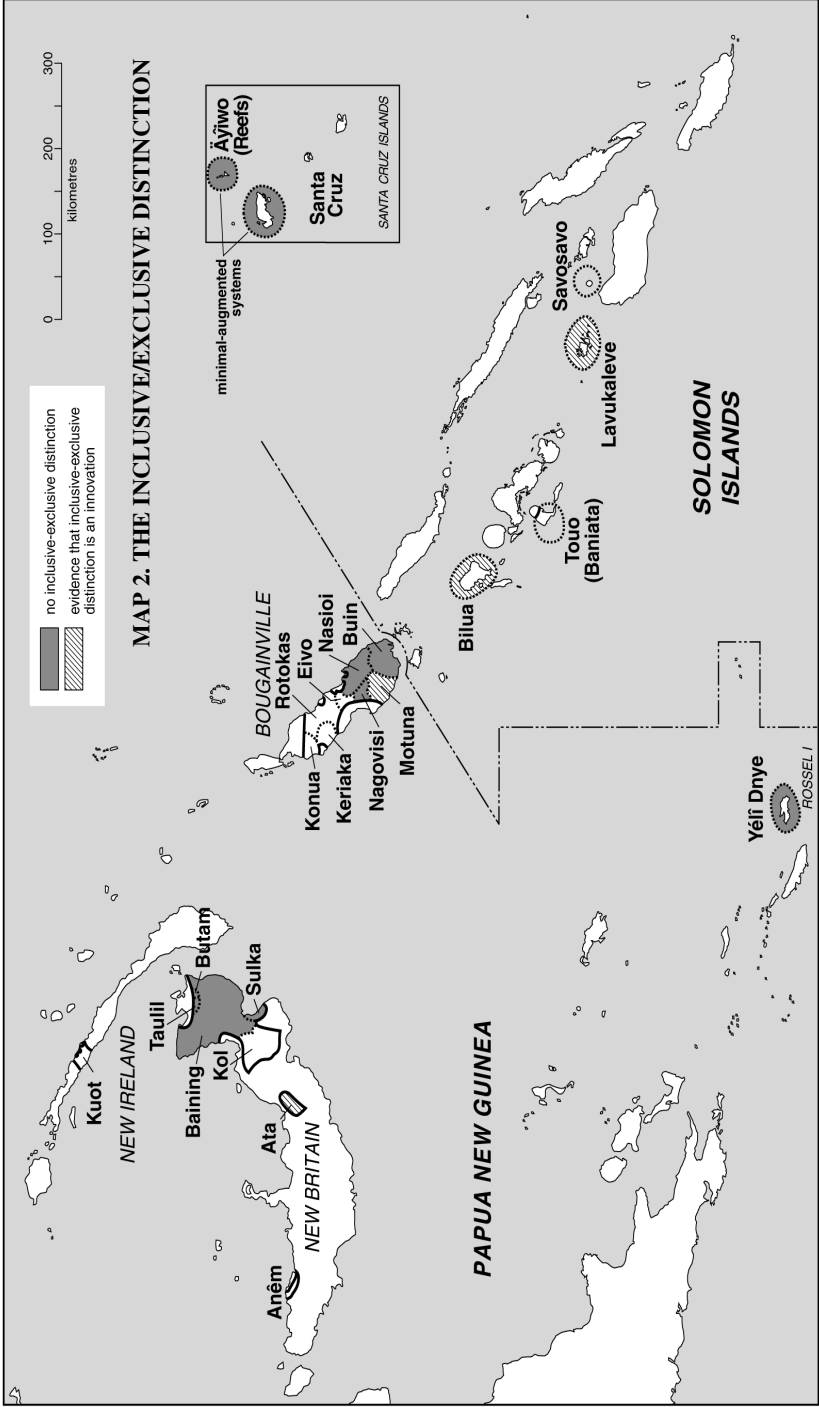 MAP 2. THE INCLUSIVE/EXCLUSIVE DISTINCTION
no inclusive-exclusive distinction
evidence that inclusive-exclusive
distinction is an innovation
0 100 200 300
kilometres
Kuot
NEW IRELAND
Taulil
Butam
Baining
Kol
Sulka
Ata
Anêm
NEW BRITAIN
PAPUA NEW GUINEA
BOUGAINVILLE
Rotokas
Eivo
Nasioi
Buin
Konua
Keriaka
Nagovisi
Motuna
minimal-augmented
systems
Äŷiwo
(Reefs)
Santa
Cruz
SANTA CRUZ ISLANDS
Bilua
Touo
(Baniata)
Lavukaleve
Savosavo
SOLOMON
ISLANDS
Yélî Dnye
ROSSEL I